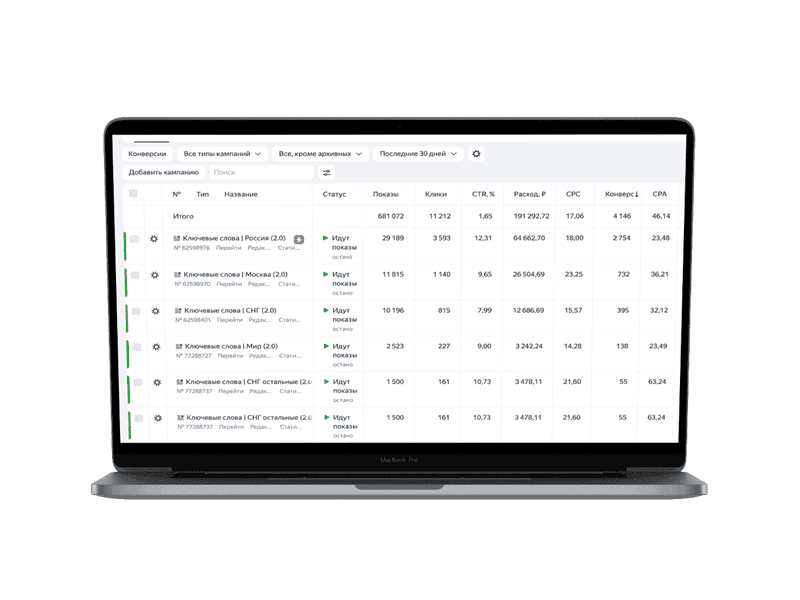 Конверсии Все типы кампаний Все, кроме архивных Последние 30 дней
Добавить кампанию Поиск
№ Тип Название Статус Показы Клики CTR, % Расход, ₽ CPC Конверс↓ CPA
Итого 681 072 11 212 1,65 191 292,72 17,06 4 146 46,14
Ключевые слова | Россия (2.0) Идут показы 29 189 3 593 12,31 64 662,70 18,00 2 754 23,48
№ 62598976 Перейти Редак... Стати... остано
Ключевые слова | Москва (2.0) Идут показы 11 815 1 140 9,65 26 504,69 23,25 732 36,21
№ 62598970 Перейти Редак... Стати... остано
Ключевые слова | СНГ (2.0) Идут показы 10 196 815 7,99 12 686,69 15,57 395 32,12
№ 62598401 Перейти Редак... Стати... остано
Ключевые слова | Мир (2.0) Идут показы 2 523 227 9,00 3 242,24 14,28 138 23,49
№ 77288727 Перейти Редак... Стати... остано
Ключевые слова | СНГ остальные (2.0 Идут показы 1 500 161 10,73 3 478,11 21,60 55 63,24
№ 77288737 Перейти Редак... Стати... остано
Ключевые слова | СНГ остальные (2.0 Идут показы 1 500 161 10,73 3 478,11 21,60 55 63,24
№ 77288737 Перейти Редак... Стати... остано
MacBook Pro